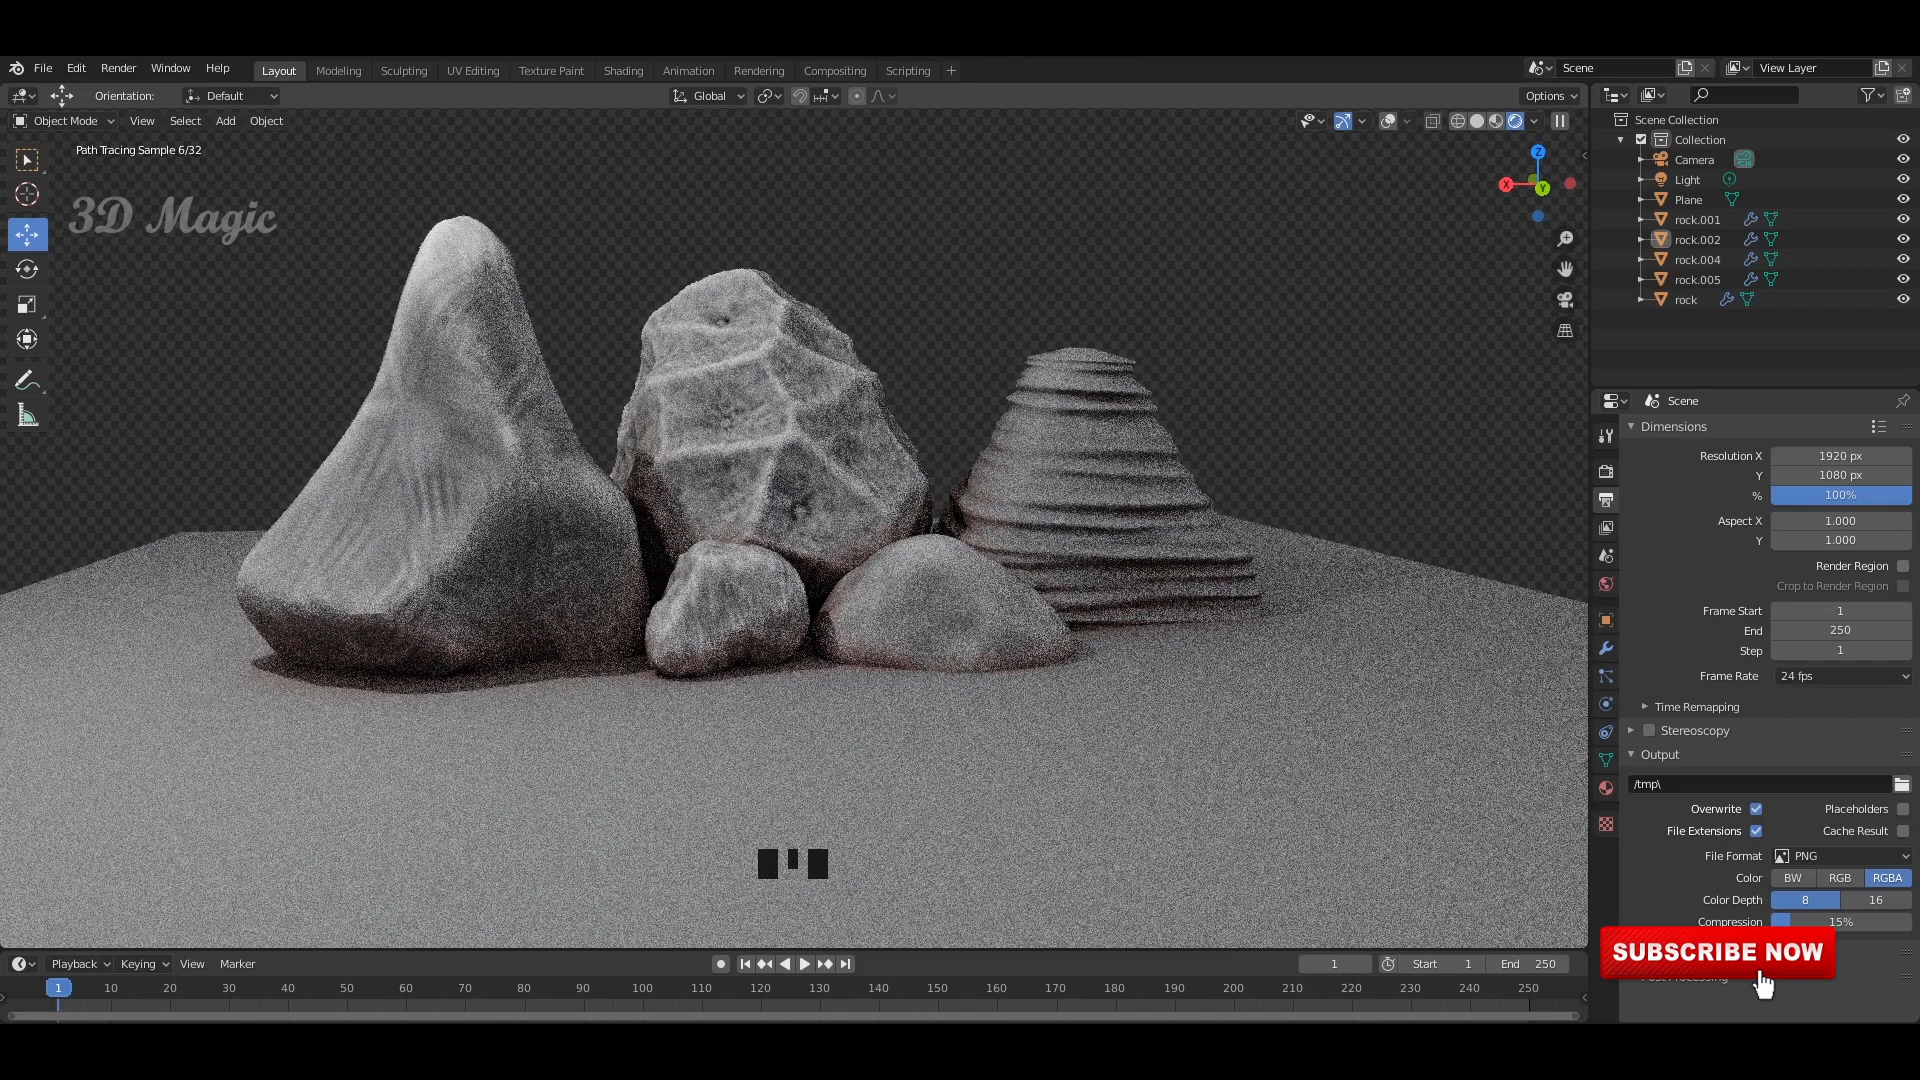 File Edit Render Window Help Layout Modeling Sculpting UV Editing Texture Paint Shading Animation Rendering Compositing Scripting + Scene View Layer
Orientation: Default Global Options
Object Mode View Select Add Object
Path Tracing Sample 6/32
3D Magic
Z
X
Y
Scene Collection
Collection
Camera
Light
Plane
rock.001
rock.002
rock.004
rock.005
rock
Scene
Dimensions
Resolution X 1920 px
Y 1080 px
% 100%
Aspect X 1.000
Y 1.000
Render Region
Crop to Render Region
Frame Start 1
End 250
Step 1
Frame Rate 24 fps
Time Remapping
Stereoscopy
Output
/tmp\
Overwrite Placeholders
File Extensions Cache Result
File Format PNG
Color BW RGB RGBA
Color Depth 8 16
Compression 15%
SUBSCRIBE NOW
Post Processing
Playback Keying View Marker 1 Start 1 End 250
1 10 20 30 40 50 60 70 80 90 100 110 120 130 140 150 160 170 180 190 200 210 220 230 240 250